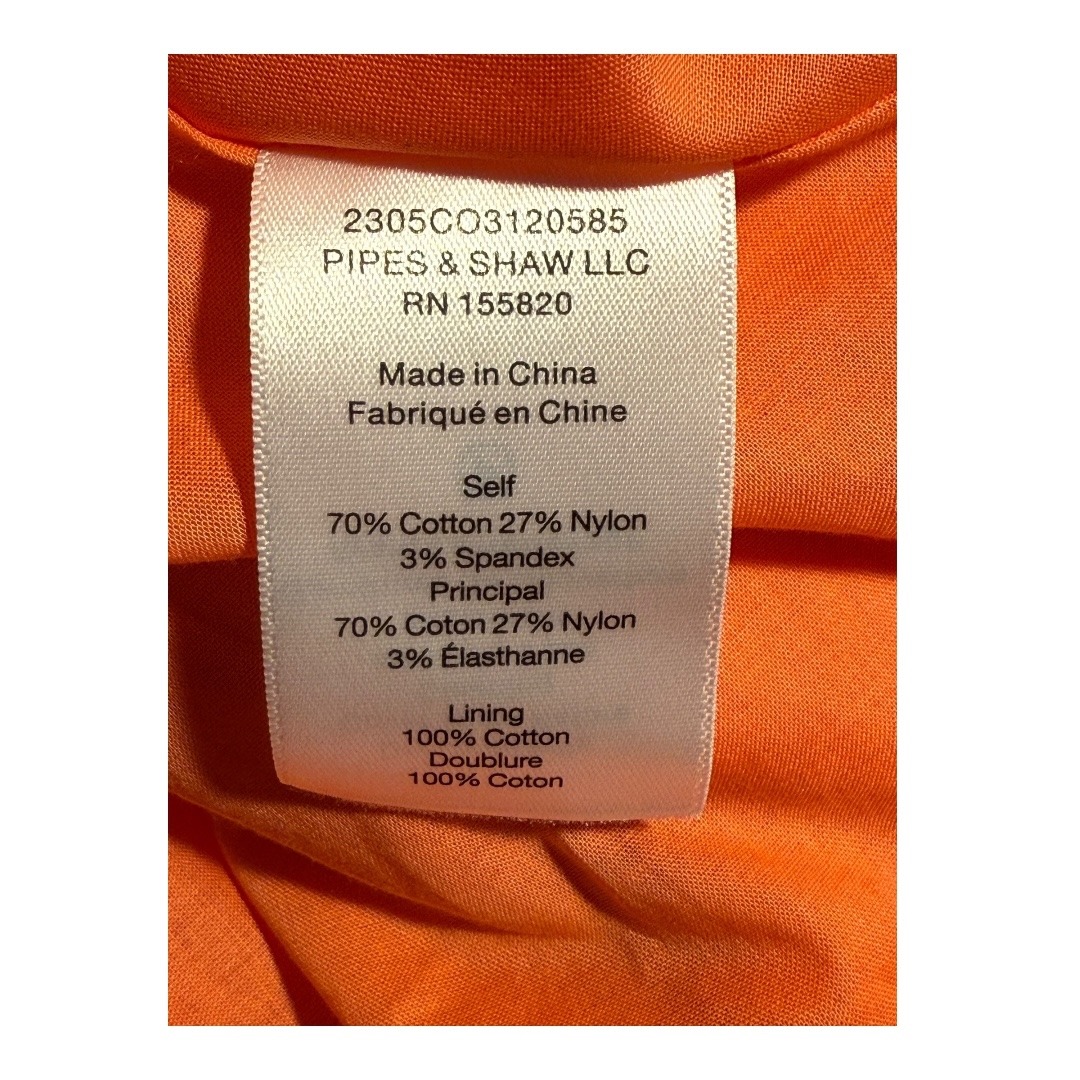 2305CO3120585
PIPES & SHAW LLC
RN 155820
Made in China
Fabriqué en Chine
Self
70% Cotton 27% Nylon
3% Spandex
Principal
70% Coton 27% Nylon
3% Élasthanne
Lining
100% Cotton
Doublure
100% Coton